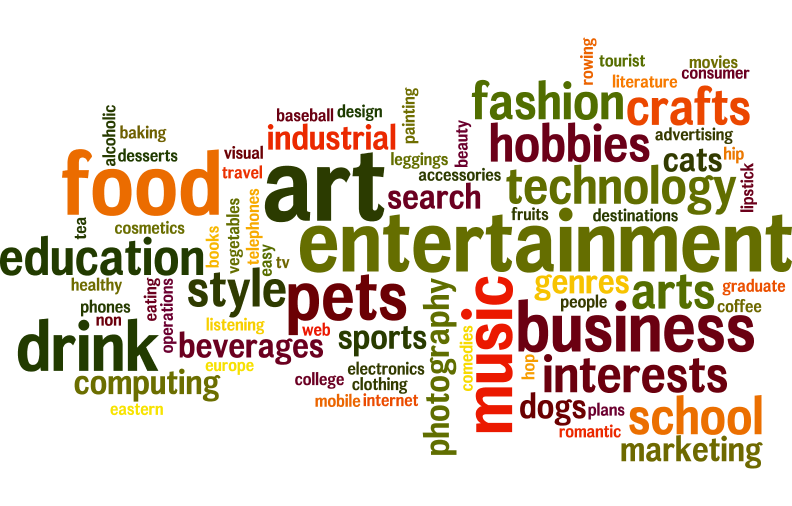 rowing
tourist
movies
consumer
literature
fashion
crafts
painting
alcoholic
baking
baseball
design
industrial
beauty
hobbies
advertising
desserts
visual
leggings
cats
hip
food
travel
art
accessories
technology
lipstick
search
tea
cosmetics
books
vegetables
telephones
fruits
destinations
entertainment
education
easy
tv
healthy
eating
operations
style
pets
photography
music
genres
arts
graduate
phones
non
people
coffee
listening
web
sports
comedies
business
drink
beverages
europe
hop
interests
computing
college
electronics
clothing
eastern
mobile
internet
dogs
plans
school
romantic
marketing